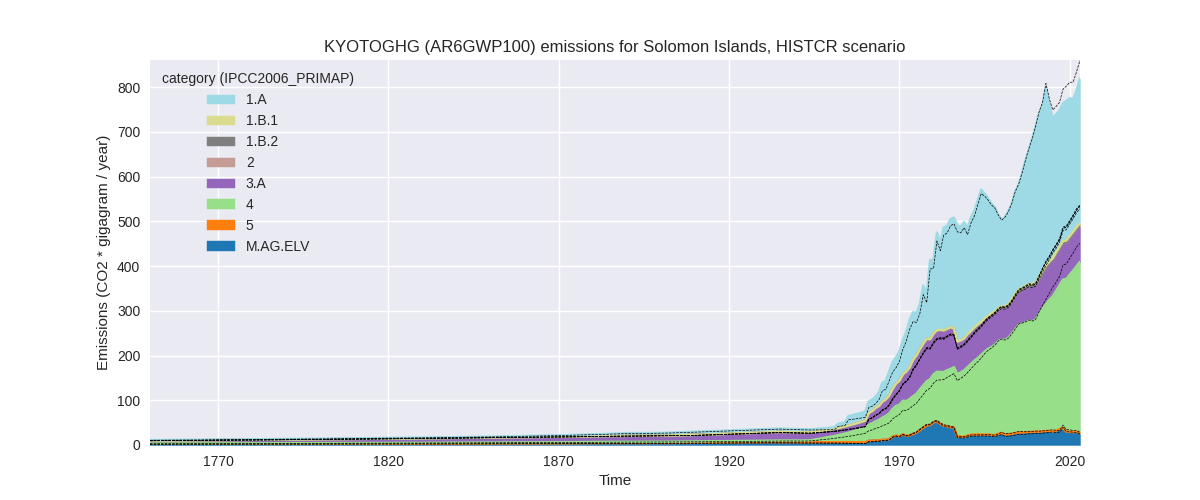 KYOTOGHG (AR6GWP100) emissions for Solomon Islands, HISTCR scenario
category (IPCC2006_PRIMAP)
1.A
1.B.1
1.B.2
2
3.A
4
5
M.AG.ELV
Emissions (CO2 * gigagram / year)
800
700
600
500
400
300
200
100
0
1770
1820
1870
1920
1970
2020
Time